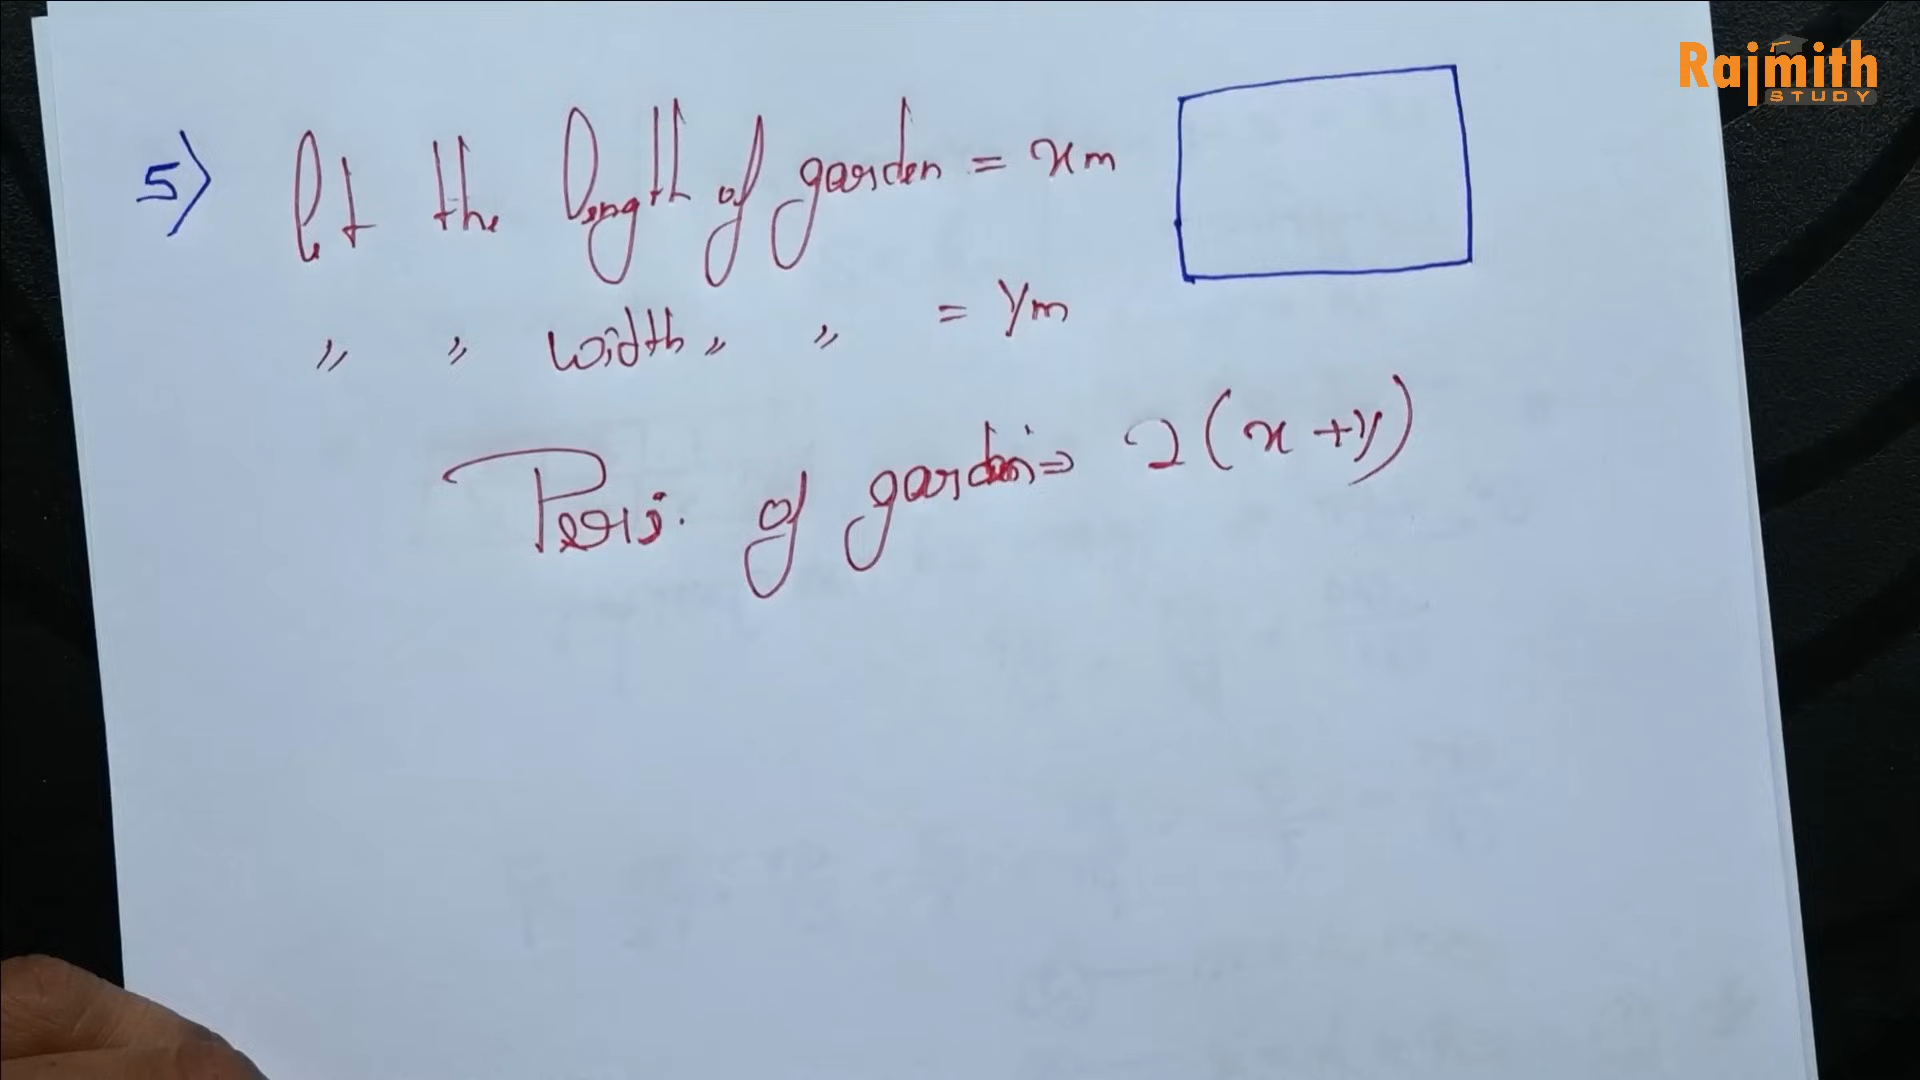 Rajmith
STUDY
5) let the length of garden = x m
" " width " " = y m
Peri. of garden = 2(x+y)